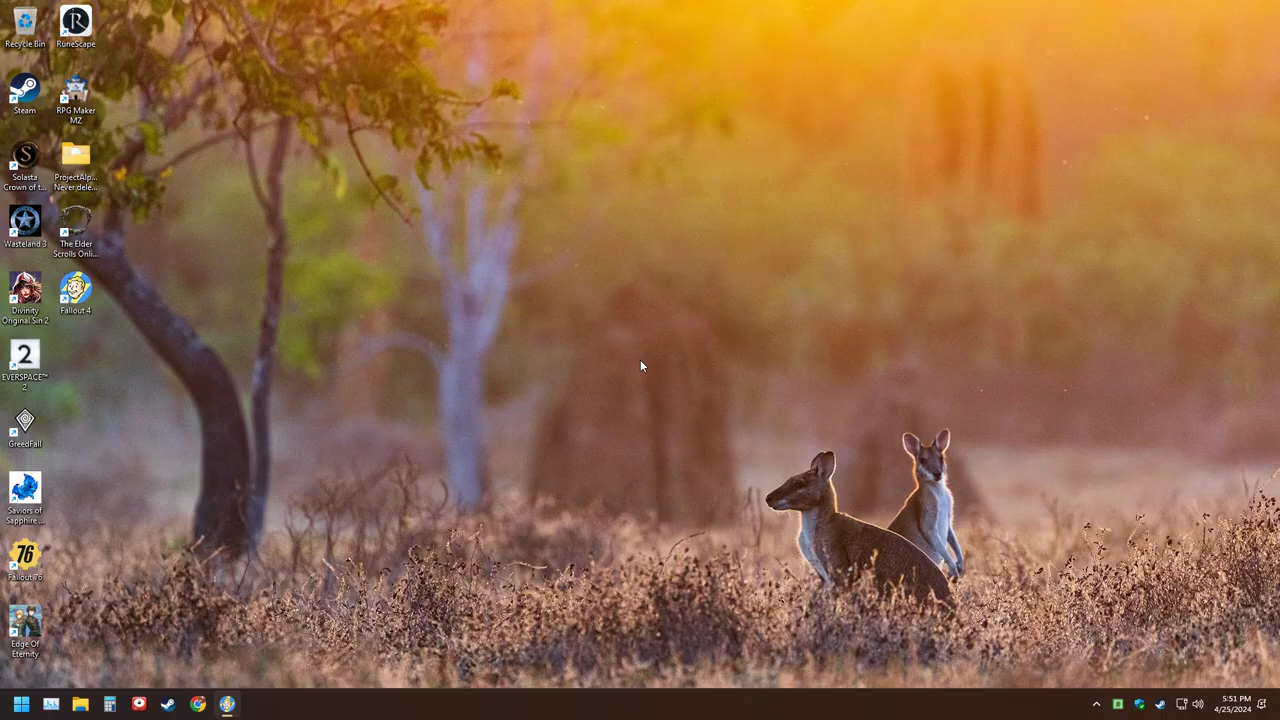 Recycle Bin
RuneScape
Steam
RPG Maker
MZ
Solasta
Crown of t...
ProjectAlp...
Never dele...
Wasteland 3
The Elder
Scrolls Onli...
Divinity
Original Sin 2
Fallout 4
2
EVERSPACE™
2
GreedFall
Saviors of
Sapphire ...
76
Fallout 76
Edge Of
Eternity
5:51 PM
4/25/2024